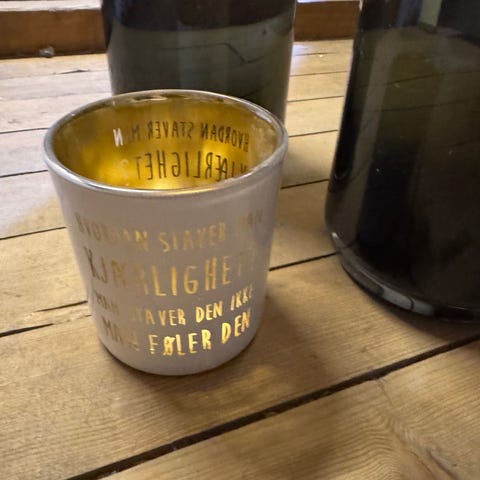 HVORDAN STAVER MAN
KJÆRLIGHET?
MAN STAVER DEN IKKE
MAN FØLER DEN